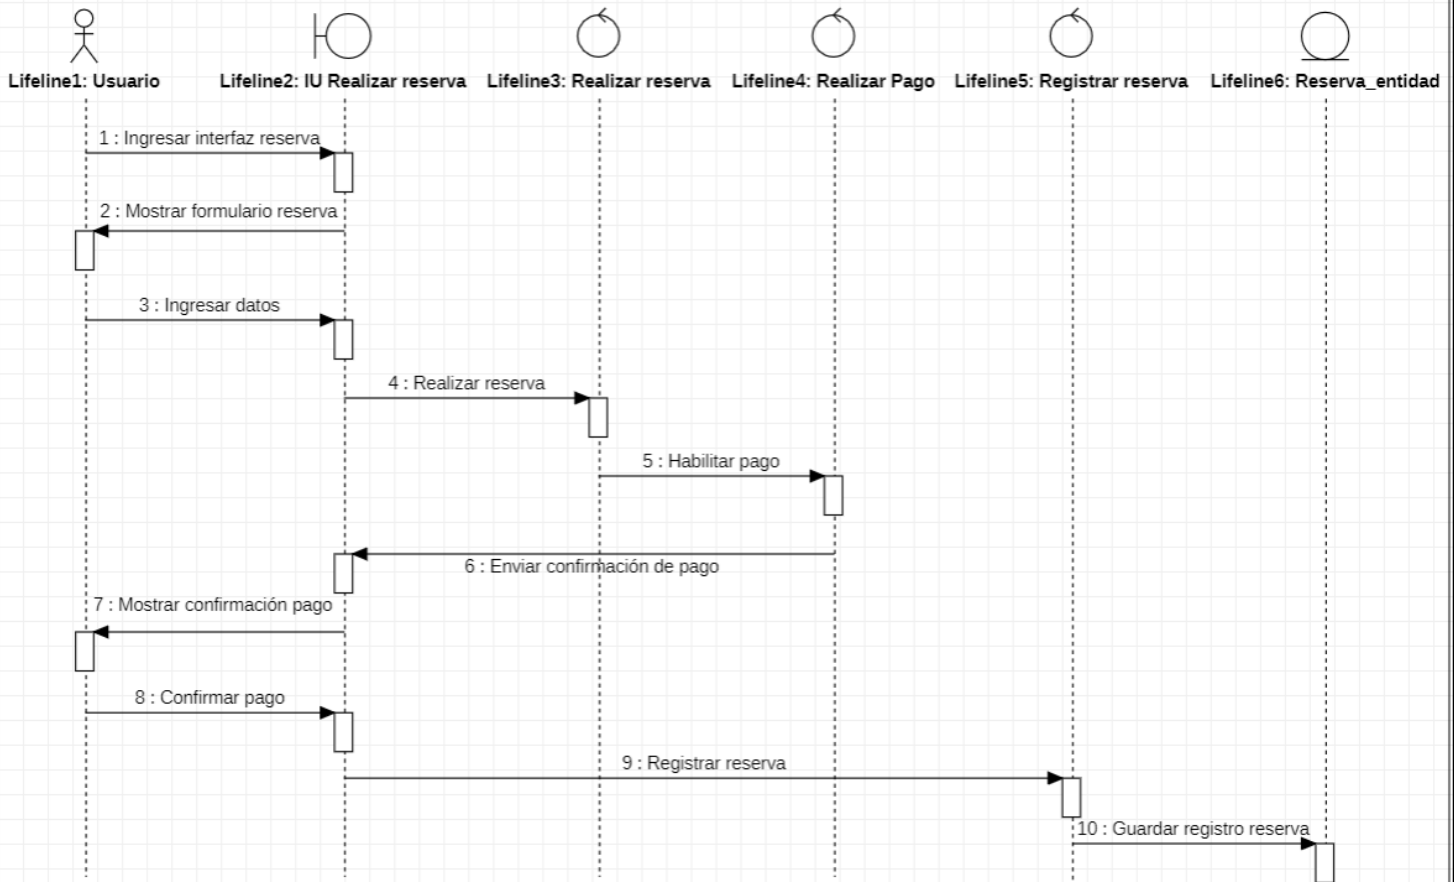 Lifeline1: Usuario
Lifeline2: IU Realizar reserva
Lifeline3: Realizar reserva
Lifeline4: Realizar Pago
Lifeline5: Registrar reserva
Lifeline6: Reserva_entidad
1 : Ingresar interfaz reserva
2 : Mostrar formulario reserva
3 : Ingresar datos
4 : Realizar reserva
5 : Habilitar pago
6 : Enviar confirmación de pago
7 : Mostrar confirmación pago
8 : Confirmar pago
9 : Registrar reserva
10 : Guardar registro reserva